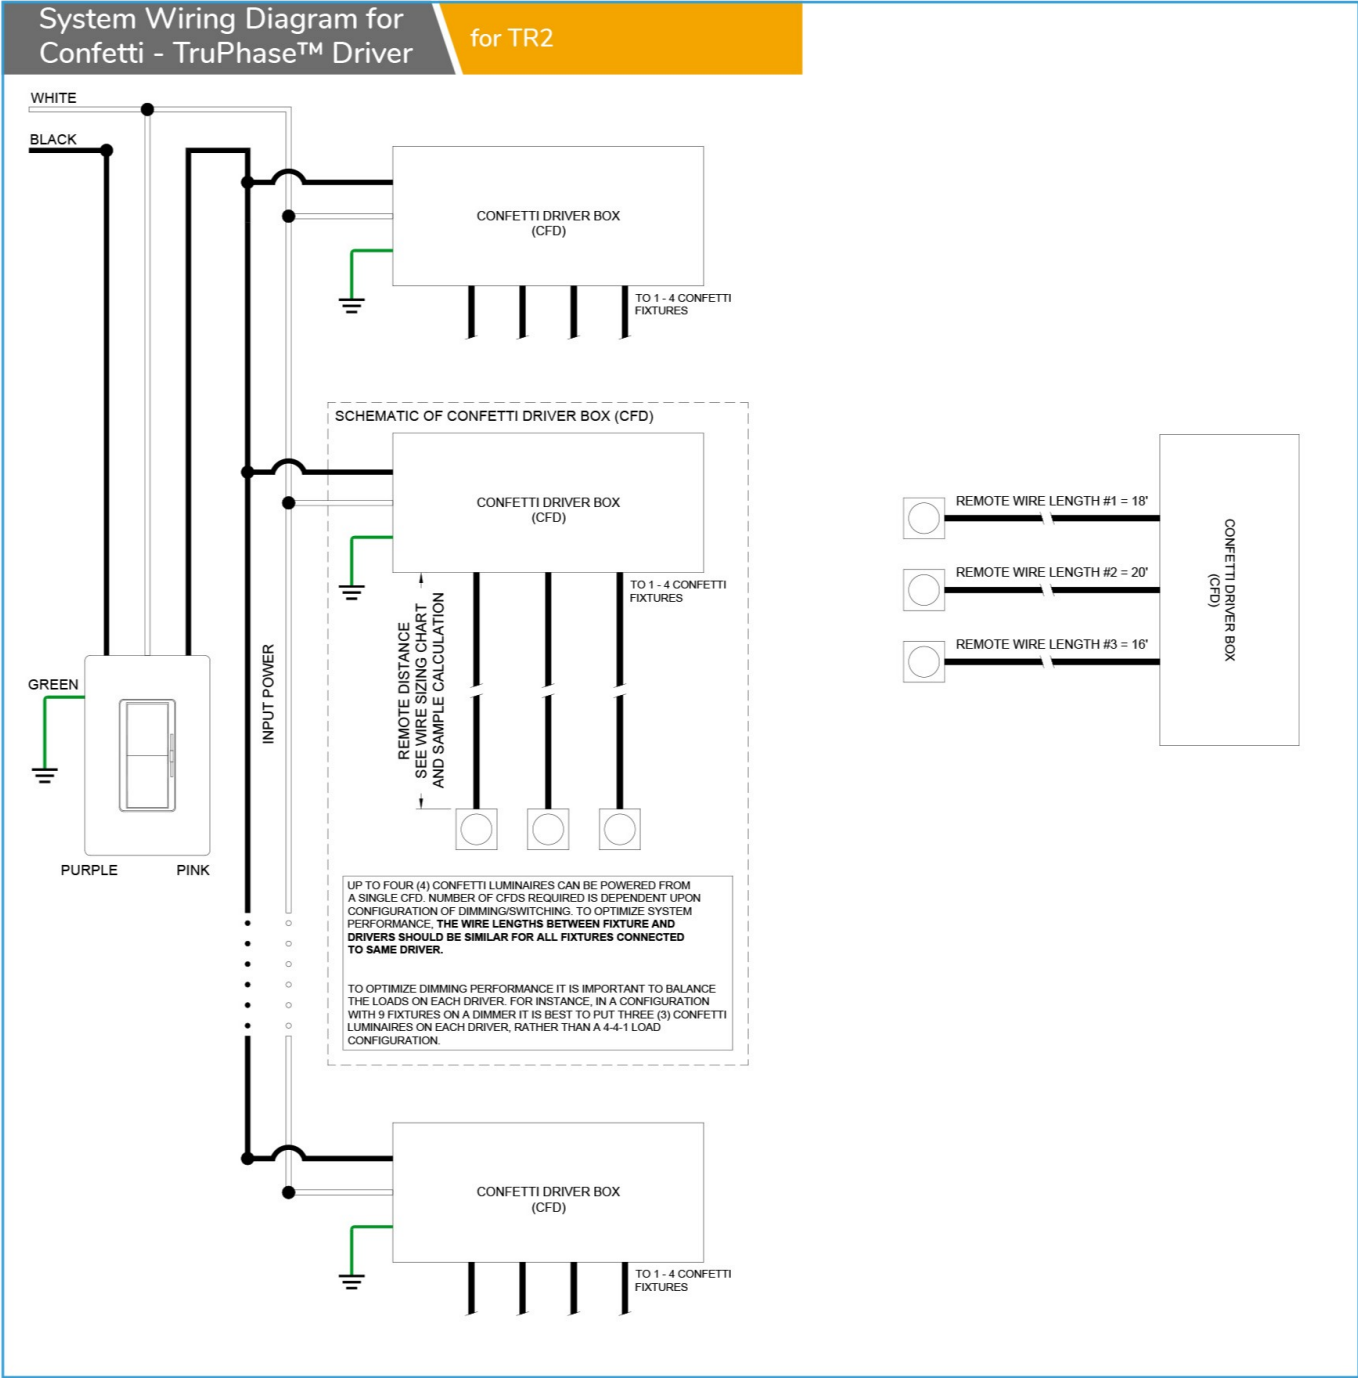 System Wiring Diagram for
Confetti - TruPhase™ Driver
for TR2
WHITE
BLACK
CONFETTI DRIVER BOX
(CFD)
TO 1 - 4 CONFETTI
FIXTURES
SCHEMATIC OF CONFETTI DRIVER BOX (CFD)
CONFETTI DRIVER BOX
(CFD)
TO 1 - 4 CONFETTI
FIXTURES
REMOTE DISTANCE
SEE WIRE SIZING CHART
AND SAMPLE CALCULATION
INPUT POWER
GREEN
PURPLE
PINK
REMOTE WIRE LENGTH #1 = 18'
REMOTE WIRE LENGTH #2 = 20'
REMOTE WIRE LENGTH #3 = 16'
CONFETTI DRIVER BOX
(CFD)
UP TO FOUR (4) CONFETTI LUMINAIRES CAN BE POWERED FROM
A SINGLE CFD. NUMBER OF CFDS REQUIRED IS DEPENDENT UPON
CONFIGURATION OF DIMMING/SWITCHING. TO OPTIMIZE SYSTEM
PERFORMANCE, THE WIRE LENGTHS BETWEEN FIXTURE AND
DRIVERS SHOULD BE SIMILAR FOR ALL FIXTURES CONNECTED
TO SAME DRIVER.
TO OPTIMIZE DIMMING PERFORMANCE IT IS IMPORTANT TO BALANCE
THE LOADS ON EACH DRIVER. FOR INSTANCE, IN A CONFIGURATION
WITH 9 FIXTURES ON A DIMMER IT IS BEST TO PUT THREE (3) CONFETTI
LUMINAIRES ON EACH DRIVER, RATHER THAN A 4-4-1 LOAD
CONFIGURATION.
CONFETTI DRIVER BOX
(CFD)
TO 1 - 4 CONFETTI
FIXTURES